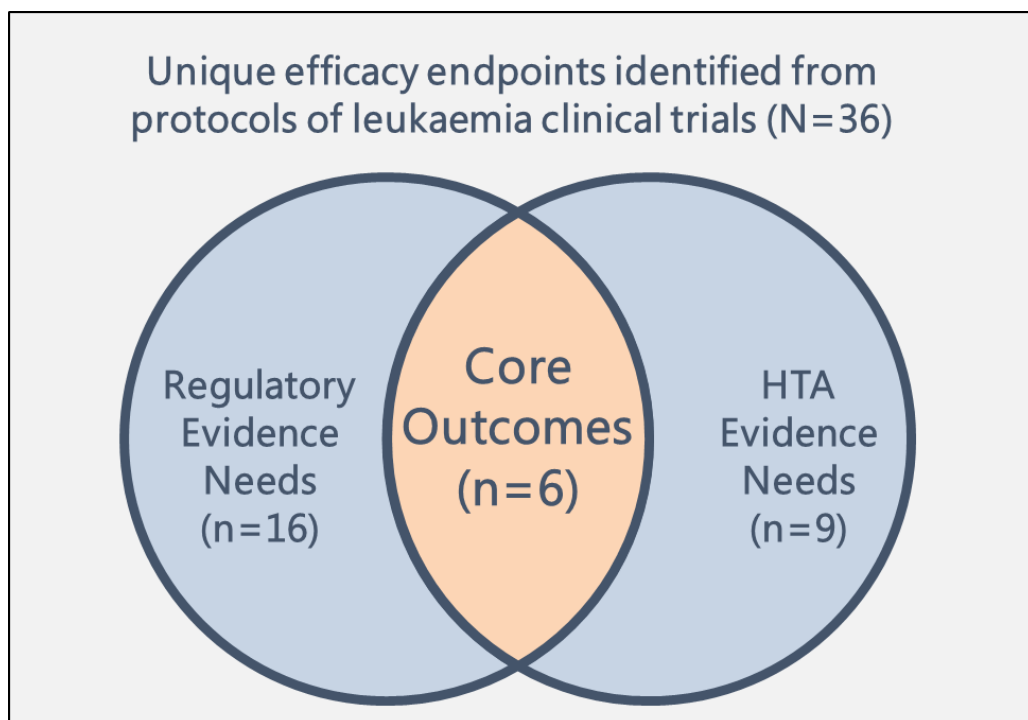 Unique efficacy endpoints identified from
protocols of leukaemia clinical trials (N=36)
Regulatory
Evidence
Needs
(n=16)
Core
Outcomes
(n=6)
HTA
Evidence
Needs
(n=9)